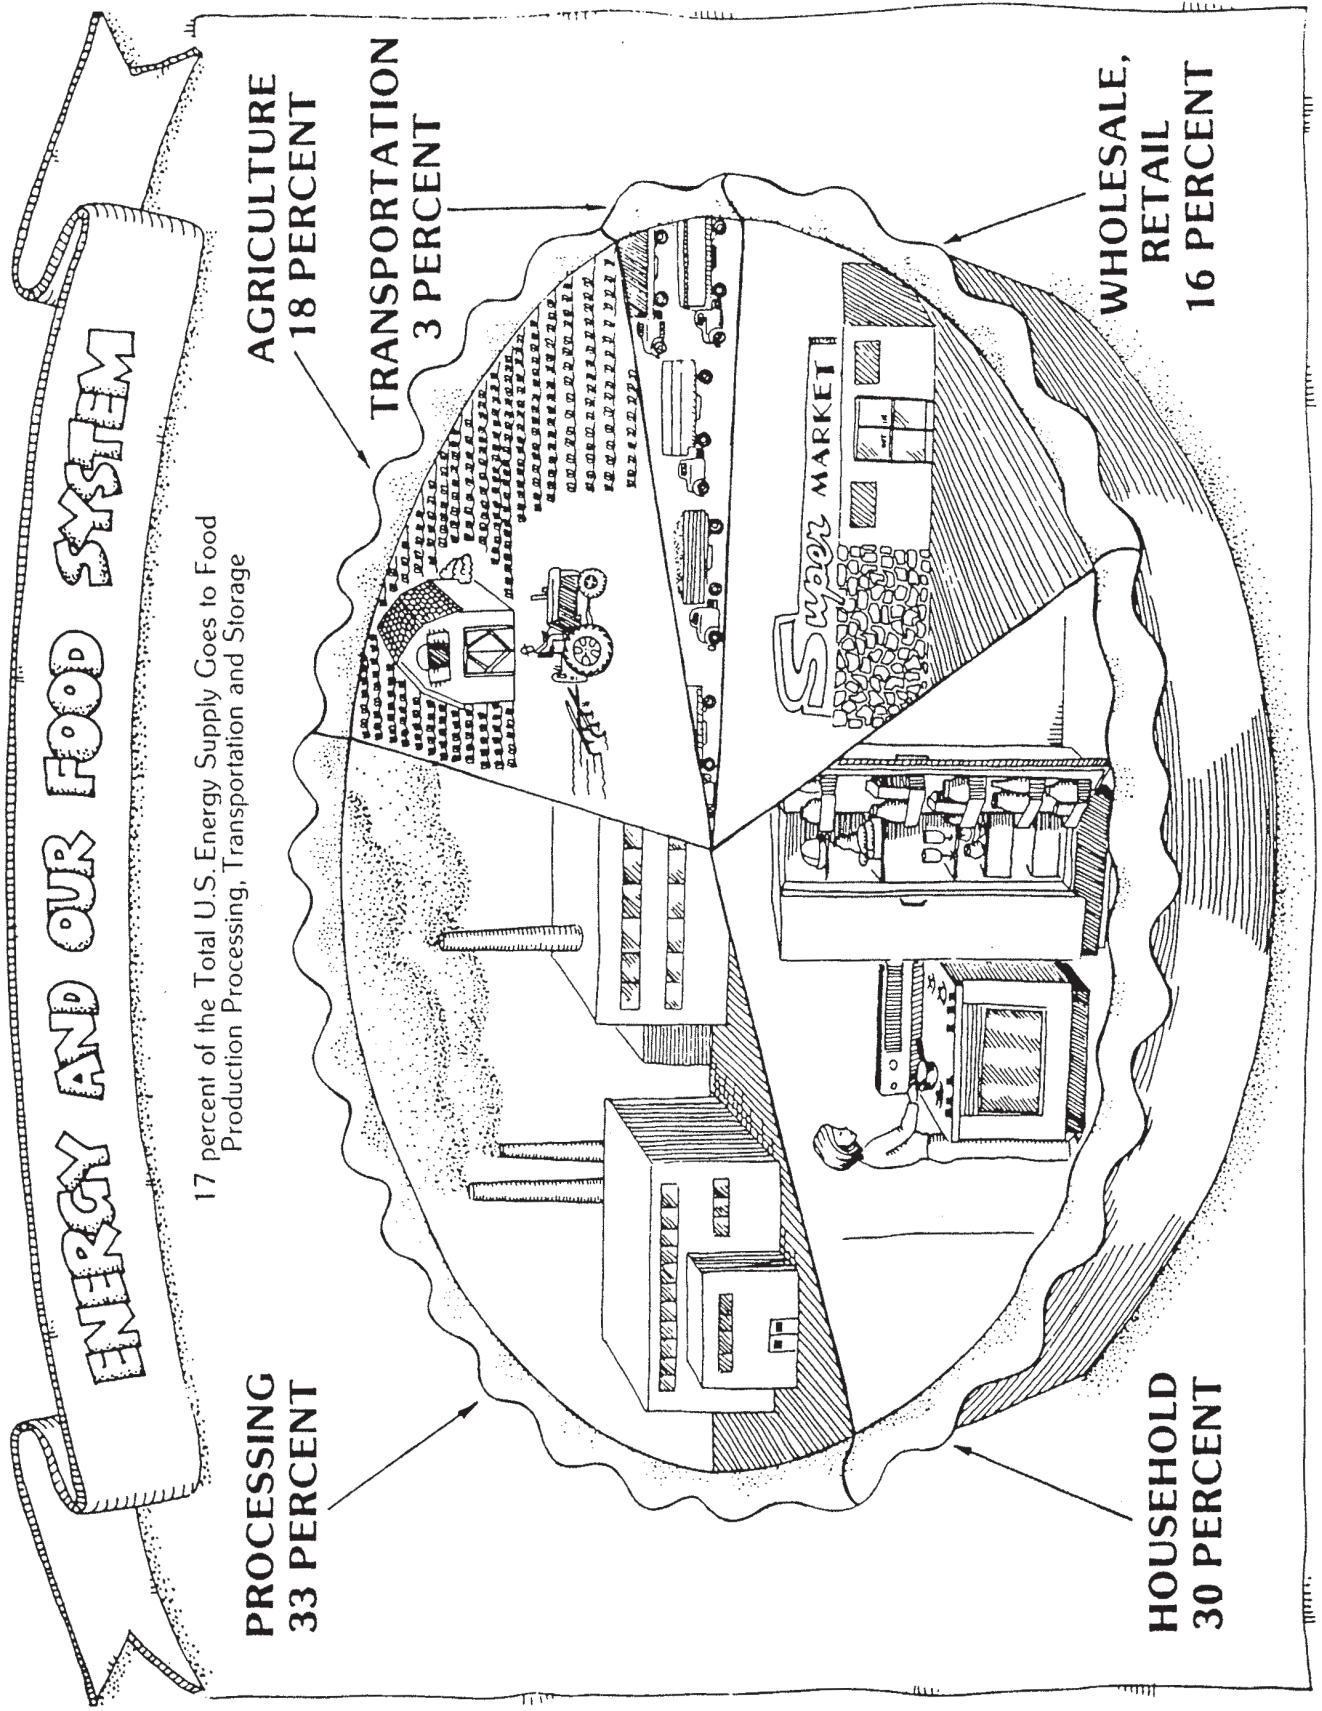 ENERGY AND OUR FOOD SYSTEM
17 percent of the Total U.S. Energy Supply Goes to Food
Production Processing, Transportation and Storage
PROCESSING
33 PERCENT
AGRICULTURE
18 PERCENT
TRANSPORTATION
3 PERCENT
SUPER MARKET
HOUSEHOLD
30 PERCENT
WHOLESALE,
RETAIL
16 PERCENT